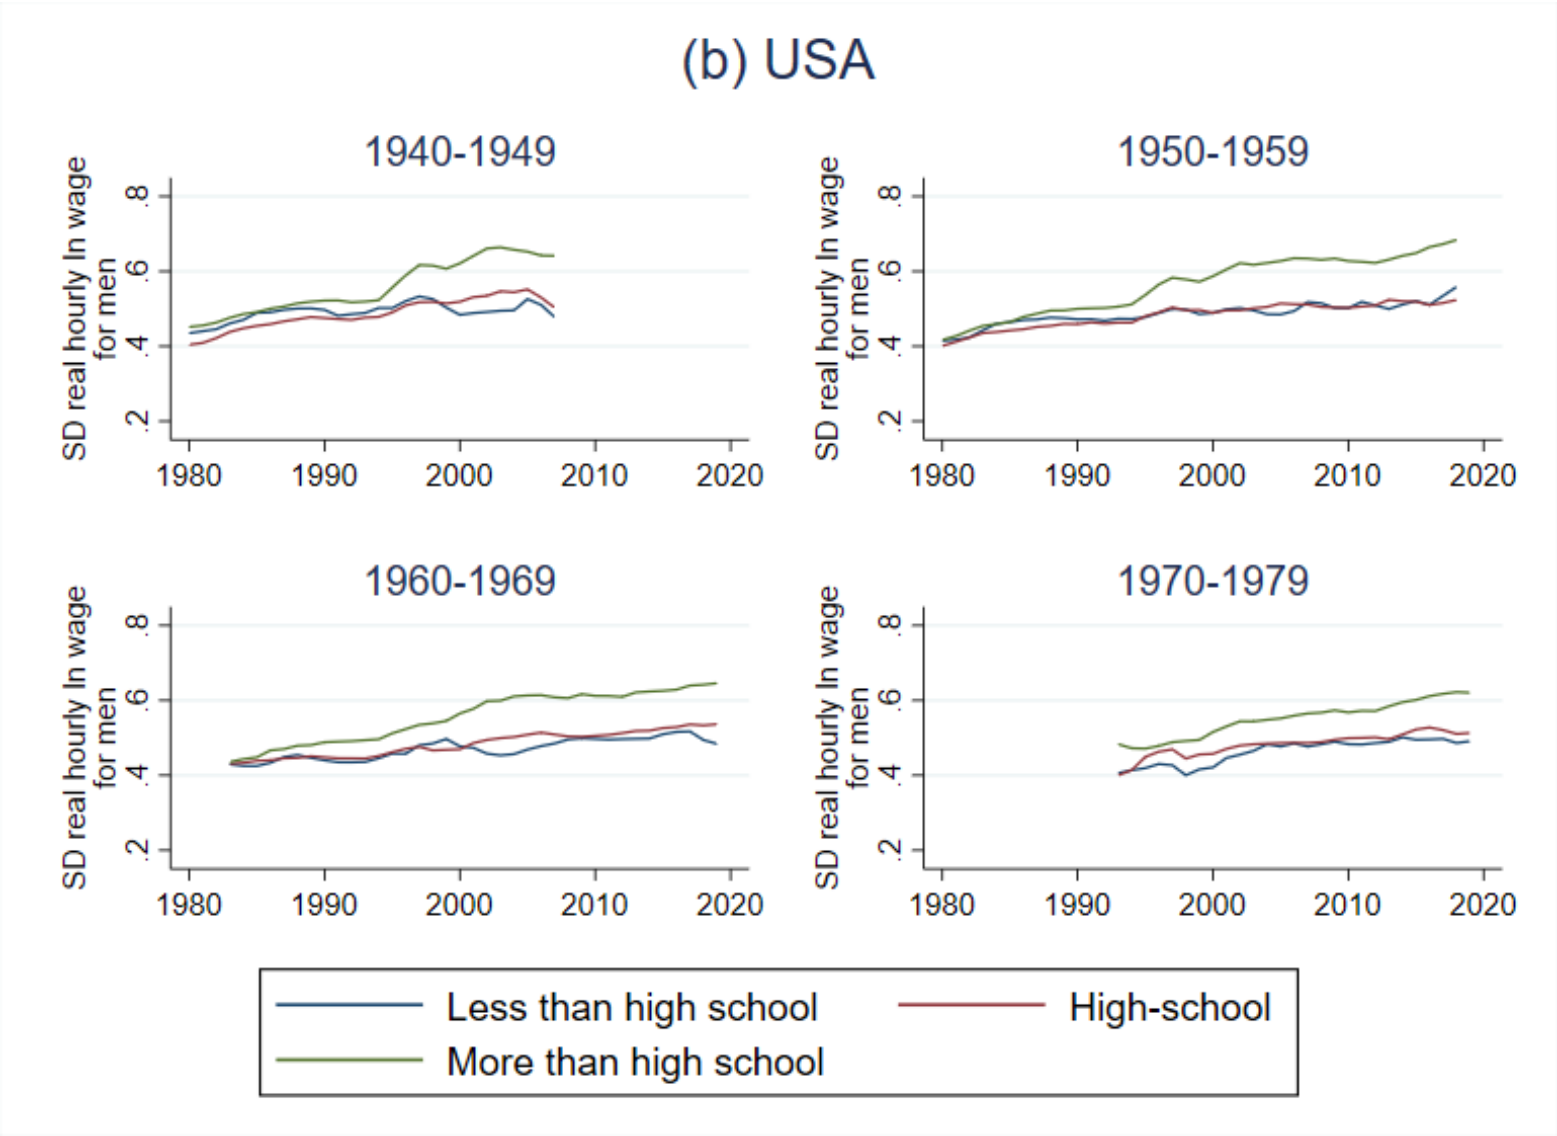 (b) USA
1940-1949
SD real hourly ln wage
for men
.8
.6
.4
.2
1980 1990 2000 2010 2020
1950-1959
SD real hourly ln wage
for men
.8
.6
.4
.2
1980 1990 2000 2010 2020
1960-1969
SD real hourly ln wage
for men
.8
.6
.4
.2
1980 1990 2000 2010 2020
1970-1979
SD real hourly ln wage
for men
.8
.6
.4
.2
1980 1990 2000 2010 2020
Less than high school High-school
More than high school